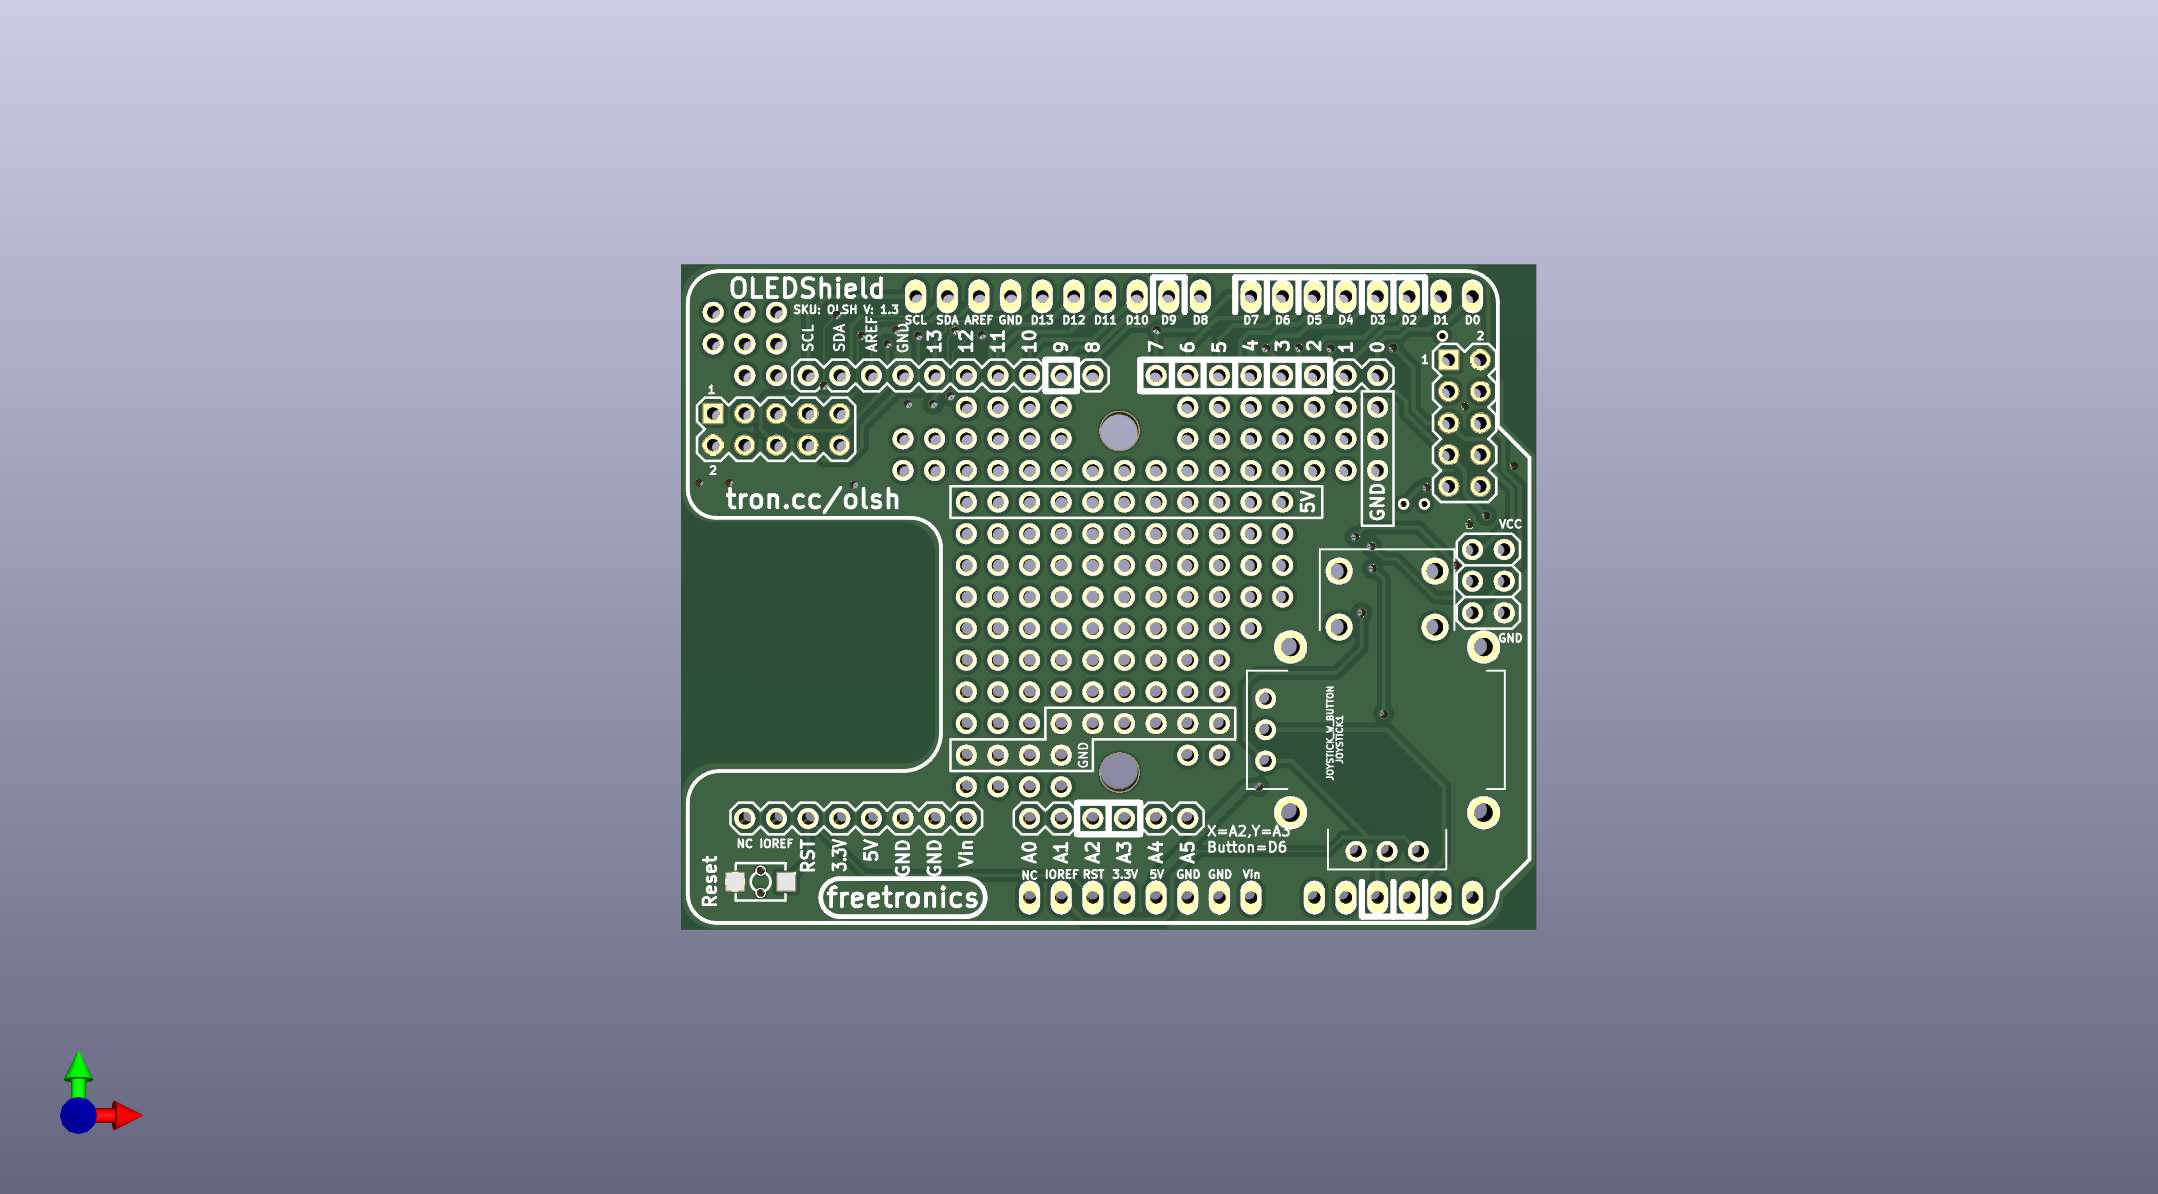 OLEDShield
SKU: OLSH V: 1.3
SCL SDA AREF GND D13 D12 D11 D10 D9 D8 D7 D6 D5 D4 D3 D2 D1 D0
SCL SDA AREF GND 13 12 11 10 9 8 7 6 5 4 3 2 1 0
2
1
1
2
tron.cc/olsh
5V
GND
VCC
GND
JOYSTICK_W_BUTTON
JOYSTICK1
GND
X=A2,Y=A3
Button=D6
NC IOREF RST 3.3V 5V GND GND Vin A0 A1 A2 A3 A4 A5
Reset
NC IOREF RST 3.3V 5V GND GND Vin
freetronics